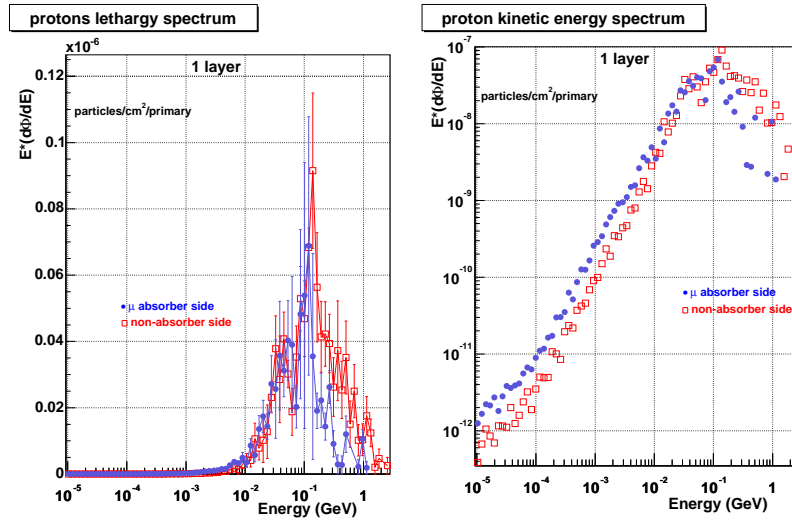 protons lethargy spectrum
×10⁻⁶
1 layer
particles/cm²/primary
E*(dΦ/dE)
0.12
0.1
0.08
0.06
0.04
0.02
0
μ absorber side
non-absorber side
10⁻⁵ 10⁻⁴ 10⁻³ 10⁻² 10⁻¹ 1
Energy (GeV)
proton kinetic energy spectrum
1 layer
particles/cm²/primary
E*(dΦ/dE)
10⁻⁷
10⁻⁸
10⁻⁹
10⁻¹⁰
10⁻¹¹
10⁻¹²
μ absorber side
non-absorber side
10⁻⁵ 10⁻⁴ 10⁻³ 10⁻² 10⁻¹ 1
Energy (GeV)